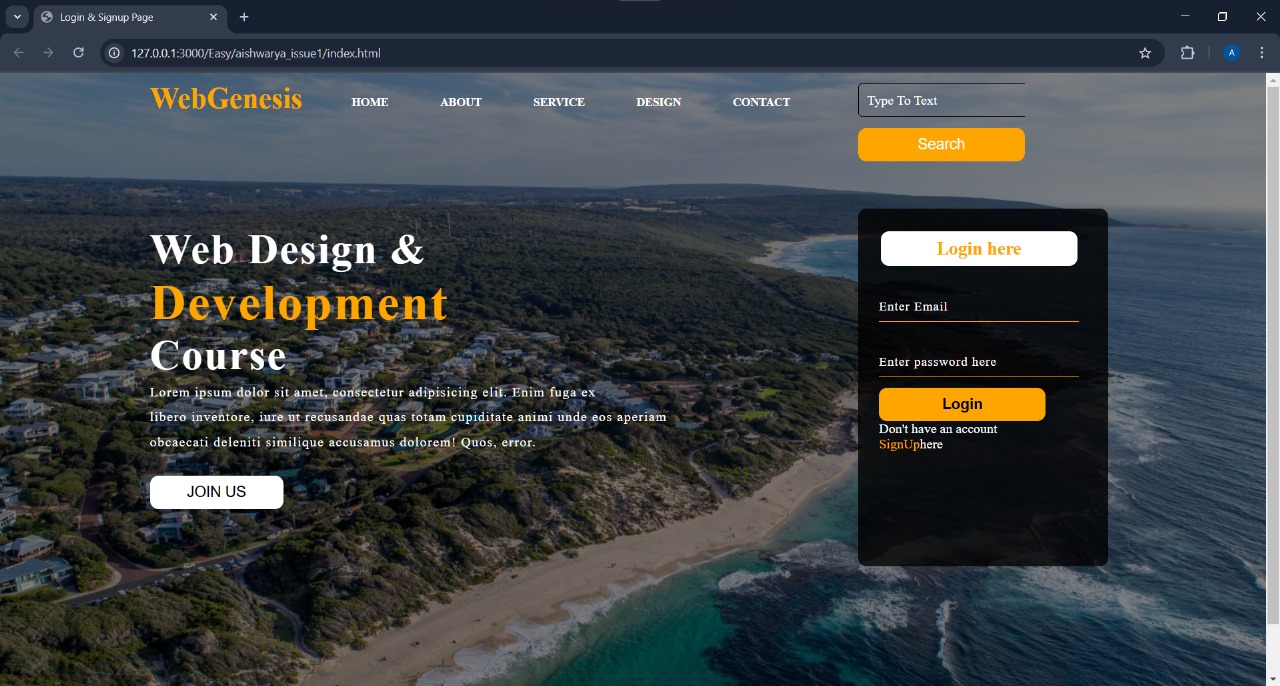 Login & Signup Page
127.0.0.1:3000/Easy/aishwarya_issue1/index.html
A
WebGenesis HOME ABOUT SERVICE DESIGN CONTACT
Type To Text
Search
Web Design &
Development
Course
Lorem ipsum dolor sit amet, consectetur adipisicing elit. Enim fuga ex
libero inventore, iure ut recusandae quas totam cupiditate animi unde eos aperiam
obcaecati deleniti similique accusamus dolorem! Quos, error.
JOIN US
Login here
Enter Email
Enter password here
Login
Don't have an account
SignUphere